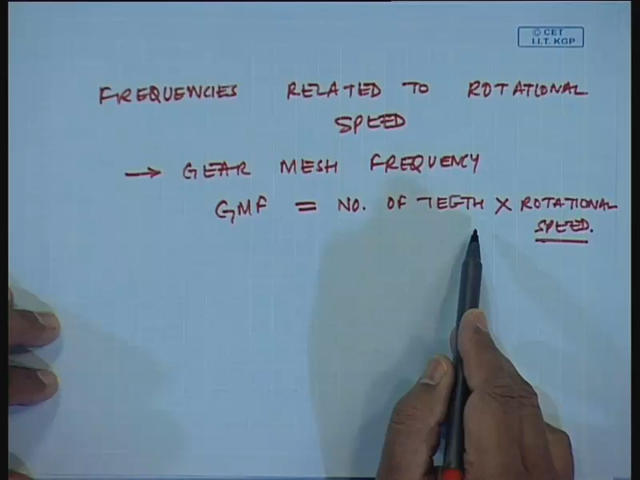 © CET
I.I.T. KGP
FREQUENCIES RELATED TO ROTATIONAL
SPEED
→ GEAR MESH FREQUENCY
GMF = NO. OF TEETH X ROTATIONAL
SPEED.